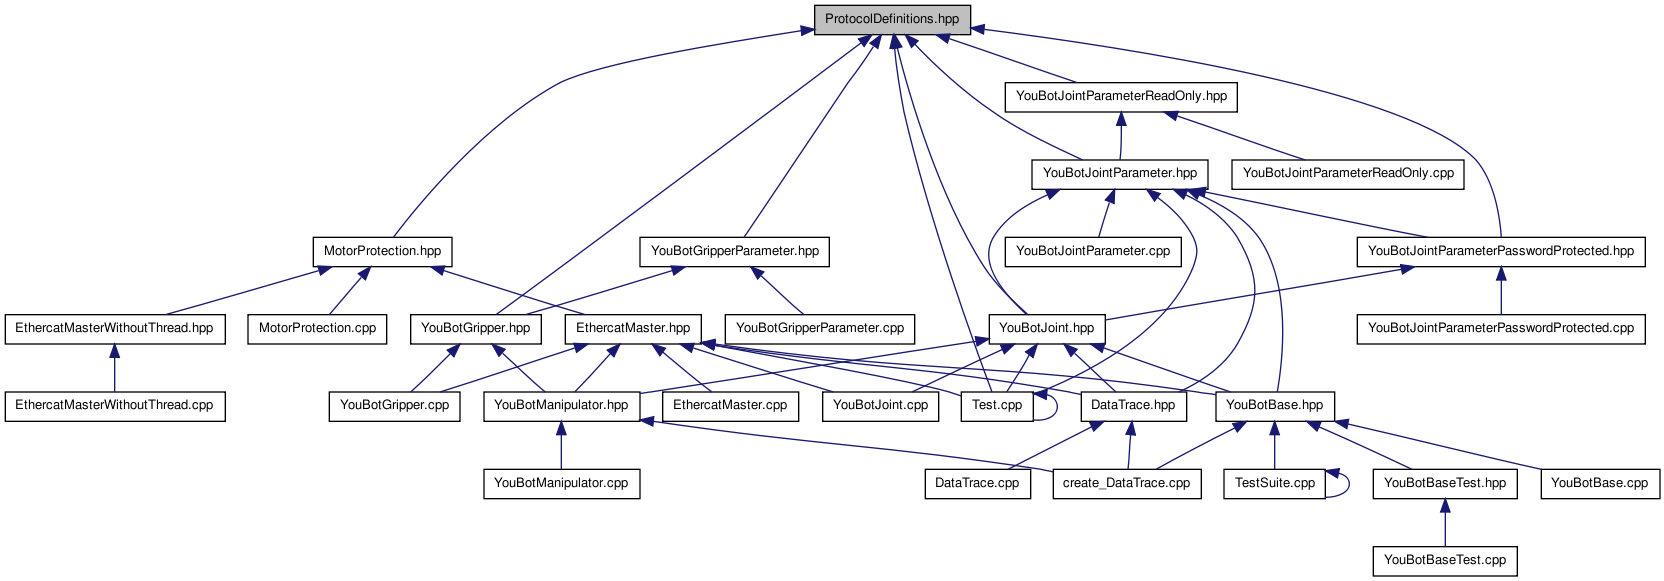 ProtocolDefinitions.hpp
YouBotJointParameterReadOnly.hpp
YouBotJointParameter.hpp
YouBotJointParameterReadOnly.cpp
MotorProtection.hpp
YouBotGripperParameter.hpp
YouBotJointParameter.cpp
YouBotJointParameterPasswordProtected.hpp
EthercatMasterWithoutThread.hpp
MotorProtection.cpp
YouBotGripper.hpp
EthercatMaster.hpp
YouBotGripperParameter.cpp
YouBotJoint.hpp
YouBotJointParameterPasswordProtected.cpp
EthercatMasterWithoutThread.cpp
YouBotGripper.cpp
YouBotManipulator.hpp
EthercatMaster.cpp
YouBotJoint.cpp
Test.cpp
DataTrace.hpp
YouBotBase.hpp
YouBotManipulator.cpp
DataTrace.cpp
create_DataTrace.cpp
TestSuite.cpp
YouBotBaseTest.hpp
YouBotBase.cpp
YouBotBaseTest.cpp